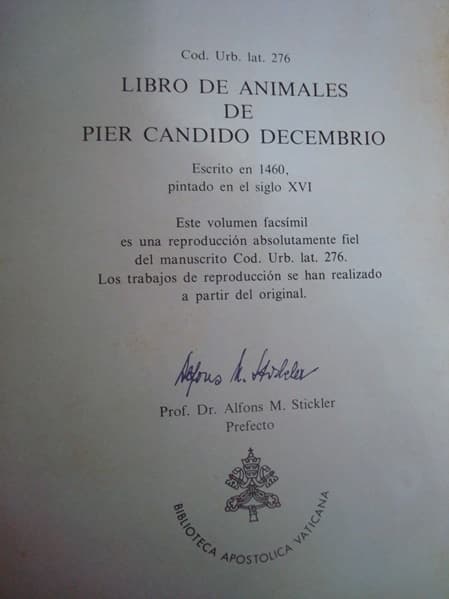 Cod. Urb. lat. 276
LIBRO DE ANIMALES
DE
PIER CANDIDO DECEMBRIO
Escrito en 1460,
pintado en el siglo XVI
Este volumen facsímil
es una reproducción absolutamente fiel
del manuscrito Cod. Urb. lat. 276.
Los trabajos de reproducción se han realizado
a partir del original.
Alfons M. Stickler
Prof. Dr. Alfons M. Stickler
Prefecto
BIBLIOTECA APOSTOLICA VATICANA